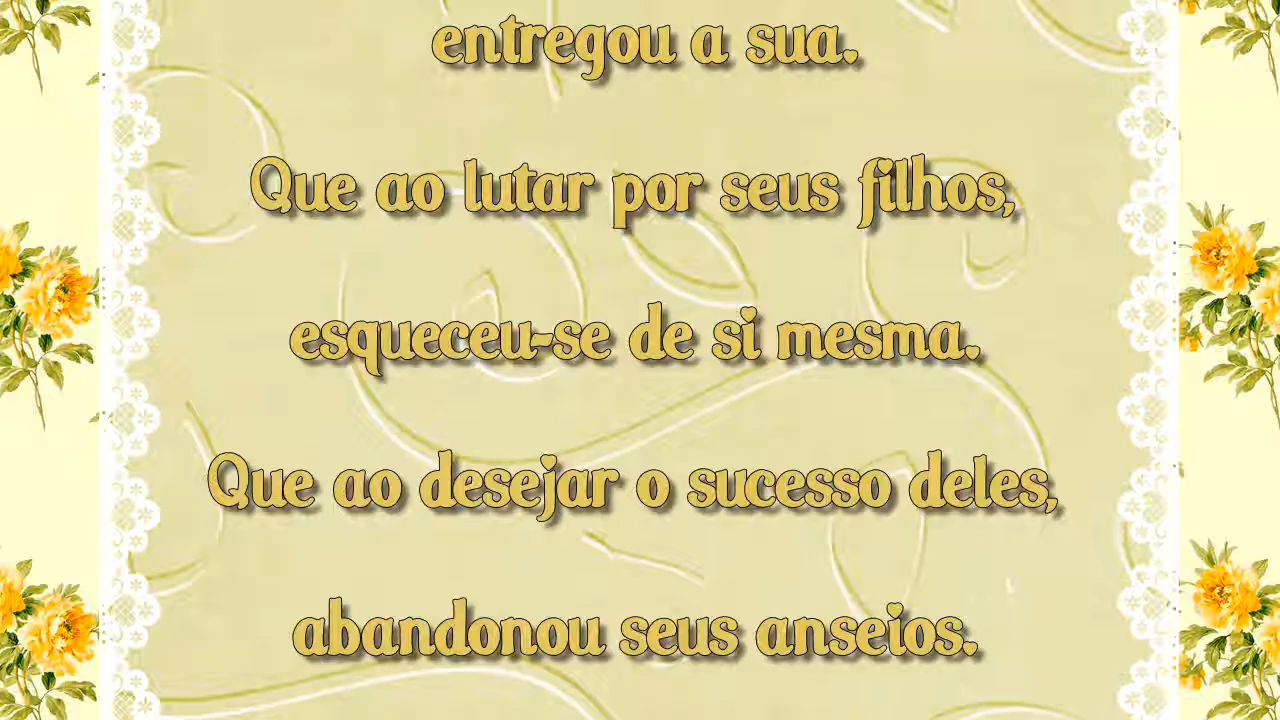 entregou a sua.
Que ao lutar por seus filhos,
esqueceu-se de si mesma.
Que ao desejar o sucesso deles,
abandonou seus anseios.